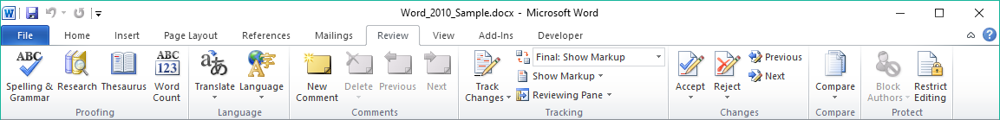 Word_2010_Sample.docx - Microsoft Word
File Home Insert Page Layout References Mailings Review View Add-Ins Developer
ABC Spelling & Grammar
Research
Thesaurus
ABC 123 Word Count
Proofing
a あ Translate
A Language
Language
New Comment
Delete
Previous
Next
Comments
Track Changes
Final: Show Markup
Show Markup
Reviewing Pane
Tracking
Accept
Reject
Previous
Next
Changes
Compare
Compare
Block Authors
Restrict Editing
Protect